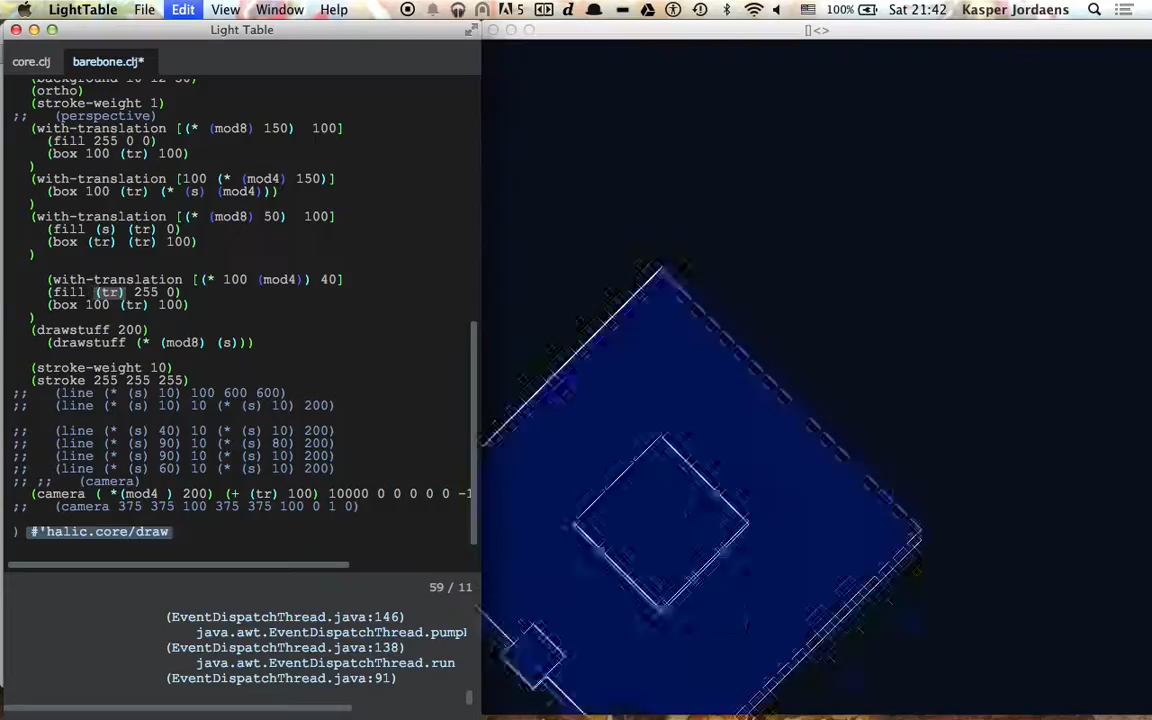 LightTable File Edit View Window Help 5 d 100% Sat 21:42 Kasper Jordaens
Light Table
[]<>
core.clj barebone.clj*
(ortho)
(stroke-weight 1)
;; (perspective)
(with-translation [(* (mod8) 150) 100]
(fill 255 0 0)
(box 100 (tr) 100)
)
(with-translation [100 (* (mod4) 150)]
(box 100 (tr) (* (s) (mod4)))
)
(with-translation [(* (mod8) 50) 100]
(fill (s) (tr) 0)
(box (tr) (tr) 100)
)
(with-translation [(* 100 (mod4)) 40]
(fill (tr) 255 0)
(box 100 (tr) 100)
)
(drawstuff 200)
(drawstuff (* (mod8) (s)))
(stroke-weight 10)
(stroke 255 255 255)
;; (line (* (s) 10) 100 600 600)
;; (line (* (s) 10) 10 (* (s) 10) 200)
;; (line (* (s) 40) 10 (* (s) 10) 200)
;; (line (* (s) 90) 10 (* (s) 80) 200)
;; (line (* (s) 90) 10 (* (s) 10) 200)
;; (line (* (s) 60) 10 (* (s) 10) 200)
;; ;; (camera)
(camera ( *(mod4 ) 200) (+ (tr) 100) 10000 0 0 0 0 0 -1
;; (camera 375 375 100 375 375 100 0 1 0)
) #'halic.core/draw
59 / 11
(EventDispatchThread.java:146)
java.awt.EventDispatchThread.pump
(EventDispatchThread.java:138)
java.awt.EventDispatchThread.run
(EventDispatchThread.java:91)